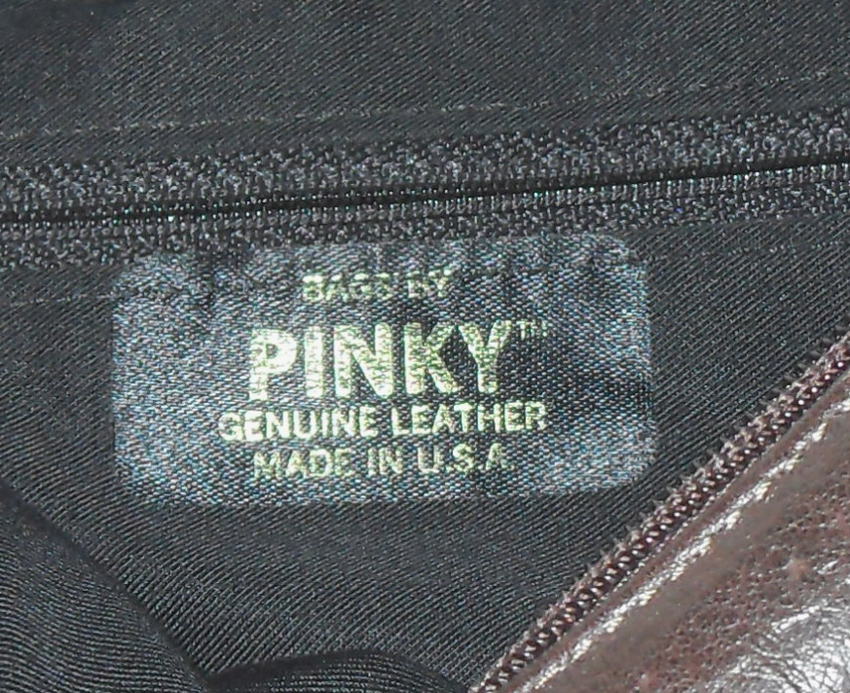 BAGS BY
PINKY™
GENUINE LEATHER
MADE IN U.S.A